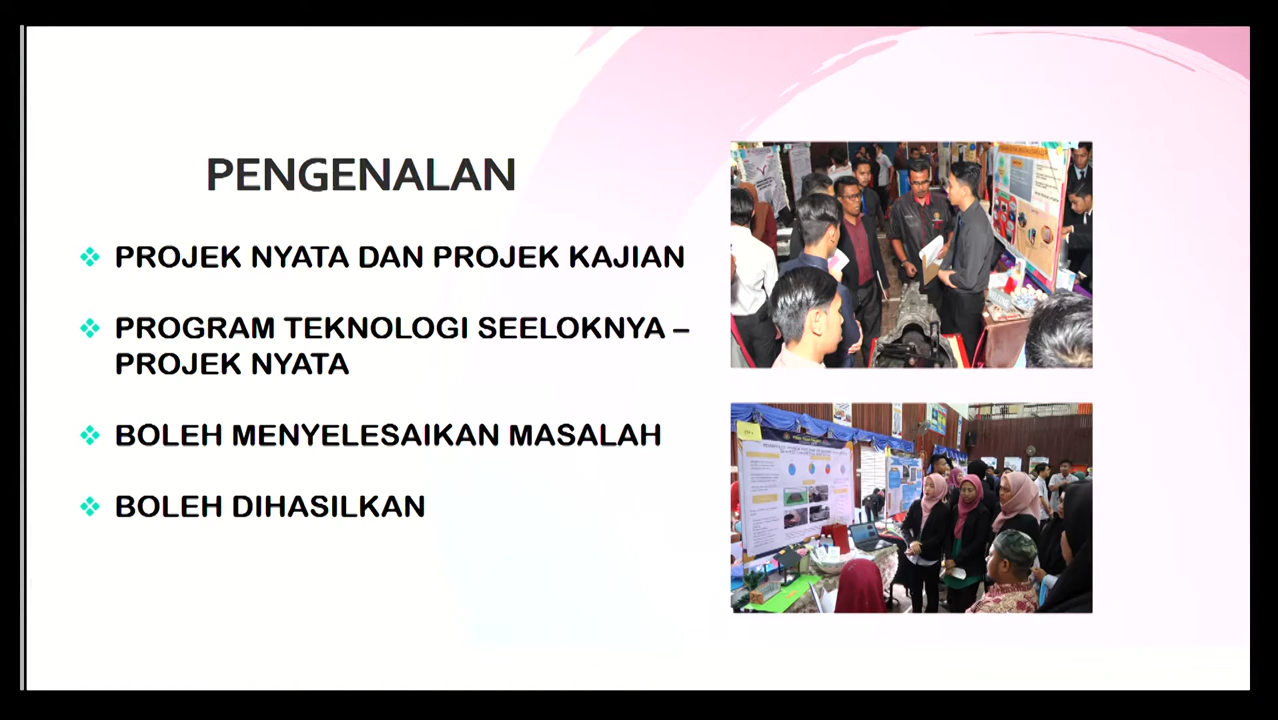 PENGENALAN
PROJEK NYATA DAN PROJEK KAJIAN
PROGRAM TEKNOLOGI SEELOKNYA –
PROJEK NYATA
BOLEH MENYELESAIKAN MASALAH
BOLEH DIHASILKAN